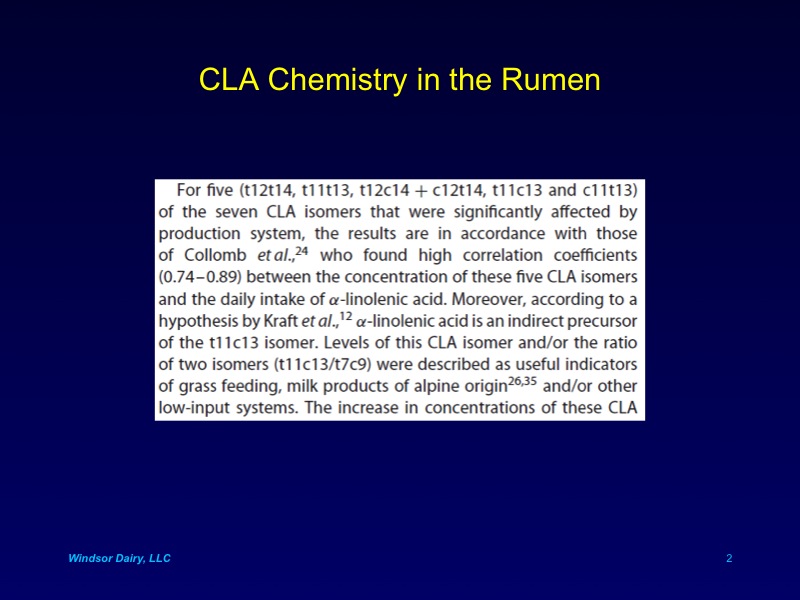 CLA Chemistry in the Rumen
For five (t12t14, t11t13, t12c14 + c12t14, t11c13 and c11t13)
of the seven CLA isomers that were significantly affected by
production system, the results are in accordance with those
of Collomb et al.,24 who found high correlation coefficients
(0.74–0.89) between the concentration of these five CLA isomers
and the daily intake of α-linolenic acid. Moreover, according to a
hypothesis by Kraft et al.,12 α-linolenic acid is an indirect precursor
of the t11c13 isomer. Levels of this CLA isomer and/or the ratio
of two isomers (t11c13/t7c9) were described as useful indicators
of grass feeding, milk products of alpine origin26,35 and/or other
low-input systems. The increase in concentrations of these CLA
Windsor Dairy, LLC
2